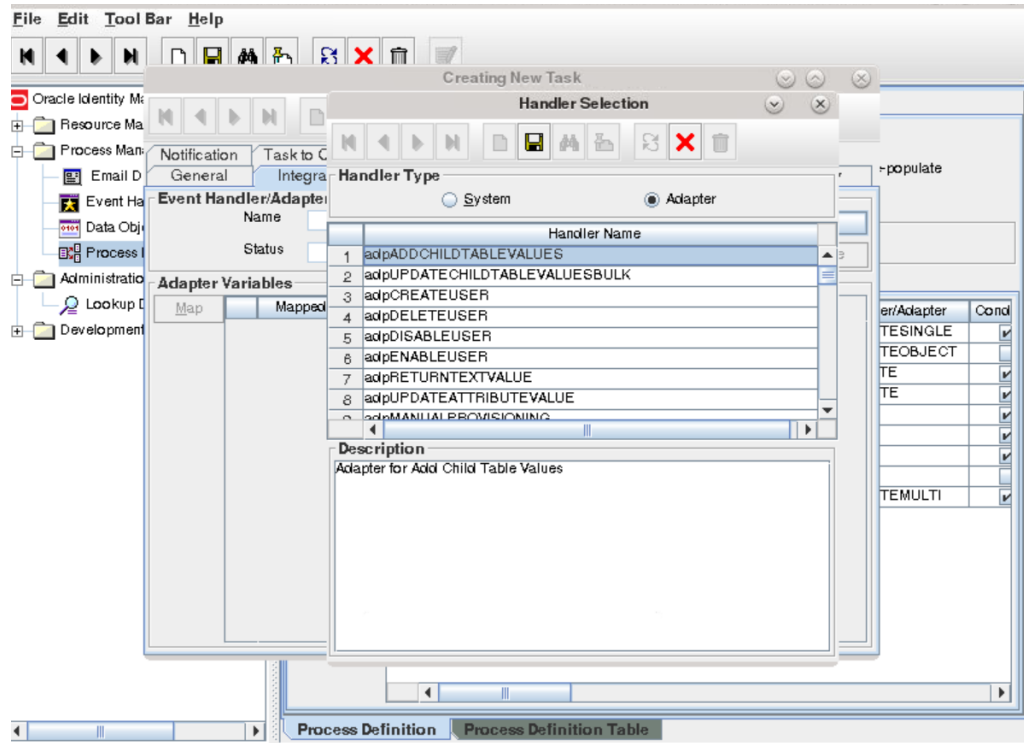 File Edit Tool Bar Help
Creating New Task
Handler Selection
Oracle Identity Ma
Resource Ma
Process Man
Email D
Event Ha
Data Obj
Process
Administratio
Lookup D
Development
Notification Task to
General Integra
Event Handler/Adapter
Name
Status
Adapter Variables
Map Mapped
Handler Type
System Adapter
Handler Name
1 adpADDCHILDTABLEVALUES
2 adpUPDATECHILDTABLEVALUESBULK
3 adpCREATEUSER
4 adpDELETEUSER
5 adpDISABLEUSER
6 adpENABLEUSER
7 adpRETURNTEXTVALUE
8 adpUPDATEATTRIBUTEVALUE
9 adpMANUALPROVISIONING
Description
Adapter for Add Child Table Values
-populate
er/Adapter Cond
TESINGLE
TEOBJECT
TE
TE
TEMULTI
Process Definition Process Definition Table